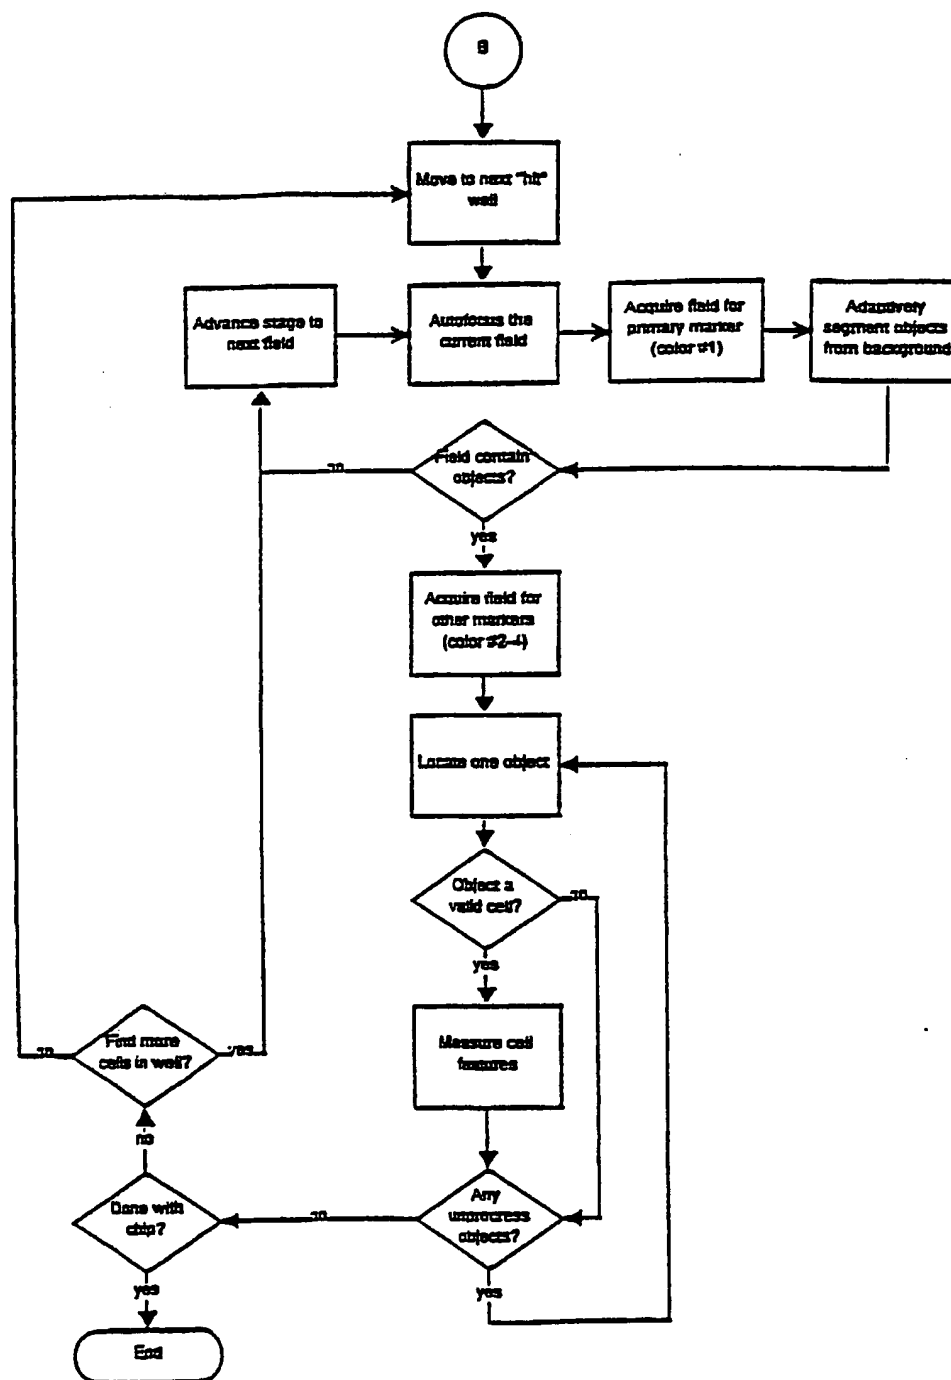 B
Move to next "hit"
well
Advance stage to
next field
Autofocus the
current field
Acquire field for
primary marker
(color #1)
Adaptively
segment objects
from background
Field contain
objects?
no
yes
Acquire field for
other markers
(color #2-4)
Locate one object
Object a
valid cell?
no
yes
Measure cell
features
Find more
cells in well?
no
yes
no
Done with
chip?
Any
unprocess
objects?
no
yes
yes
End